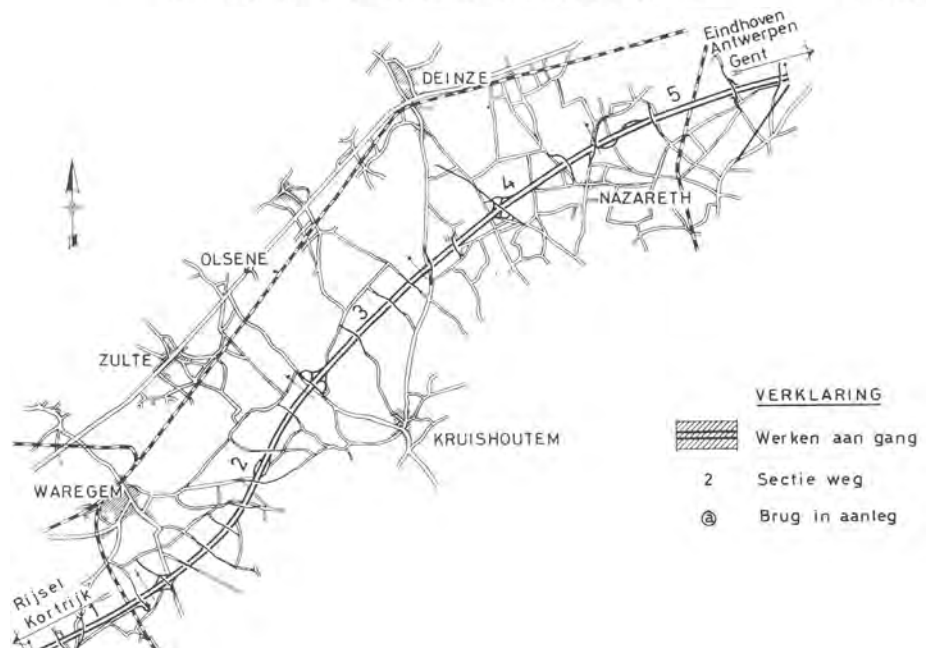 Eindhoven
Antwerpen
Gent
DEINZE
5
4
NAZARETH
OLSENE
3
ZULTE
VERKLARING
KRUISHOUTEM
Werken aan gang
2
2 Sectie weg
WAREGEM
@ Brug in aanleg
Rijsel
Kortrijk
1